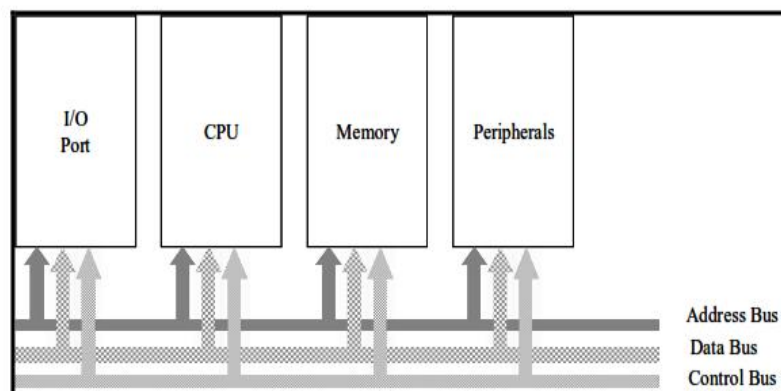 I/O
Port
CPU
Memory
Peripherals
Address Bus
Data Bus
Control Bus